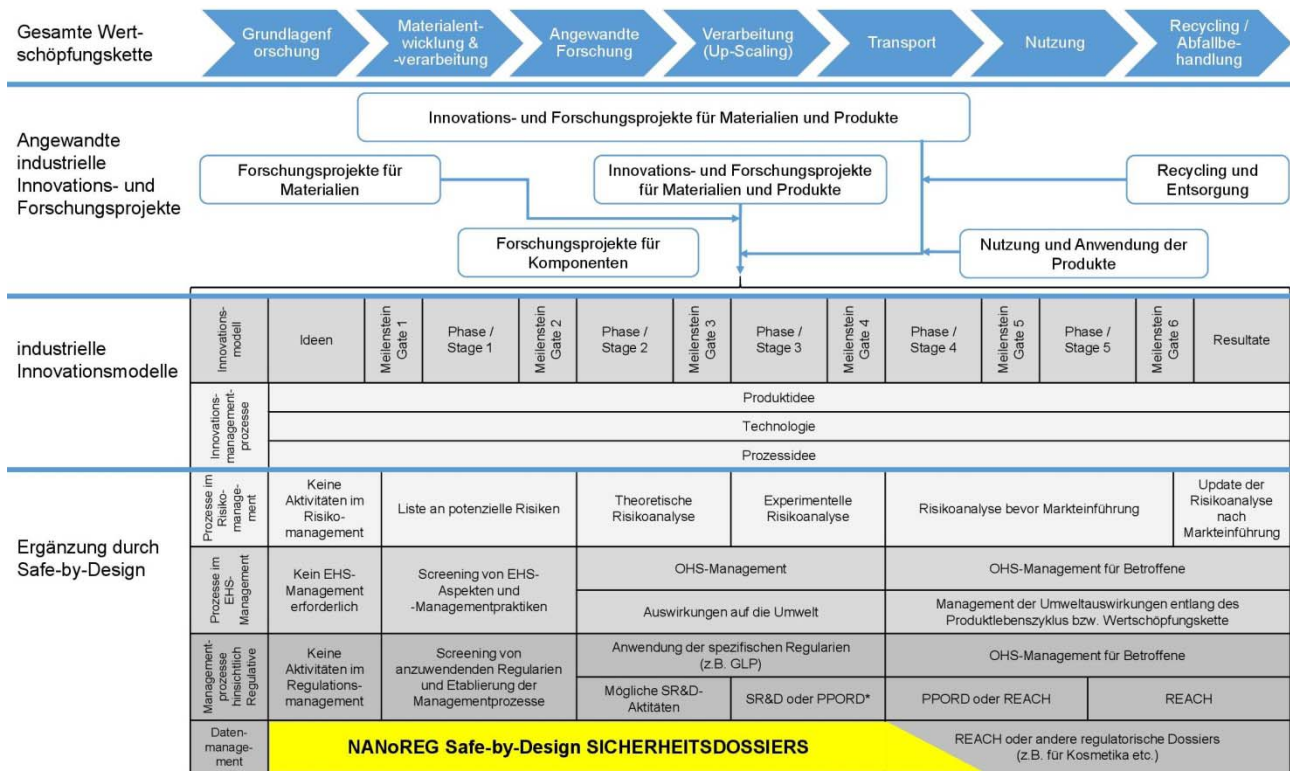 Gesamte Wert-
schöpfungskette
Grundlagenf
orschung
Materialent
wicklung &
-verarbeitung
Angewandte
Forschung
Verarbeitung
(Up-Scaling)
Transport
Nutzung
Recycling /
Abfallbe-
handlung
Angewandte
industrielle
Innovations- und
Forschungsprojekte
Innovations- und Forschungsprojekte für Materialien und Produkte
Forschungsprojekte für
Materialien
Innovations- und Forschungsprojekte
für Materialien und Produkte
Recycling und
Entsorgung
Forschungsprojekte für
Komponenten
Nutzung und Anwendung der
Produkte
industrielle
Innovationsmodelle
Innovations-
modell
Ideen
Meilenstein
Gate 1
Phase /
Stage 1
Meilenstein
Gate 2
Phase /
Stage 2
Meilenstein
Gate 3
Phase /
Stage 3
Meilenstein
Gate 4
Phase /
Stage 4
Meilenstein
Gate 5
Phase /
Stage 5
Meilenstein
Gate 6
Resultate
Innovations-
management-
prozesse
Produktidee
Technologie
Prozessidee
Ergänzung durch
Safe-by-Design
Prozesse im
Risiko-
manage-
ment
Keine
Aktivitäten im
Risiko-
management
Liste an potenzielle Risiken
Theoretische
Risikoanalyse
Experimentelle
Risikoanalyse
Risikoanalyse bevor Markteinführung
Update der
Risikoanalyse
nach
Markteinführung
Prozesse im
EHS-
Management
Kein EHS-
Management
erforderlich
Screening von EHS-
Aspekten und
-Managementpraktiken
OHS-Management
OHS-Management für Betroffene
Auswirkungen auf die Umwelt
Management der Umweltauswirkungen entlang des
Produktlebenszyklus bzw. Wertschöpfungskette
Management-
prozesse
hinsichtlich
Regulative
Keine
Aktivitäten im
Regulations-
management
Screening von
anzuwendenden Regularien
und Etablierung der
Managementprozesse
Anwendung der spezifischen Regularien
(z.B. GLP)
OHS-Management für Betroffene
Mögliche SR&D-
Aktitäten
SR&D oder PPORD*
PPORD oder REACH
REACH
Daten-
manage-
ment
NANoREG Safe-by-Design SICHERHEITSDOSSIERS
REACH oder andere regulatorische Dossiers
(z.B. für Kosmetika etc.)